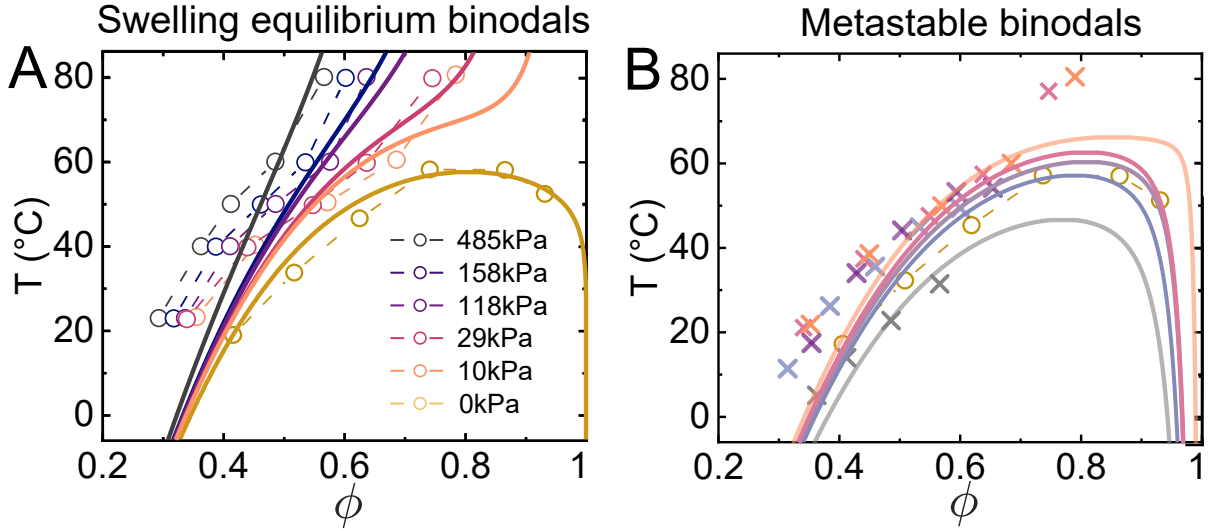 Swelling equilibrium binodals
A
T (°C)
80
60
40
20
0
0.2
0.4
0.6
0.8
1
ϕ
485kPa
158kPa
118kPa
29kPa
10kPa
0kPa
Metastable binodals
B
T (°C)
80
60
40
20
0
0.2
0.4
0.6
0.8
1
ϕ